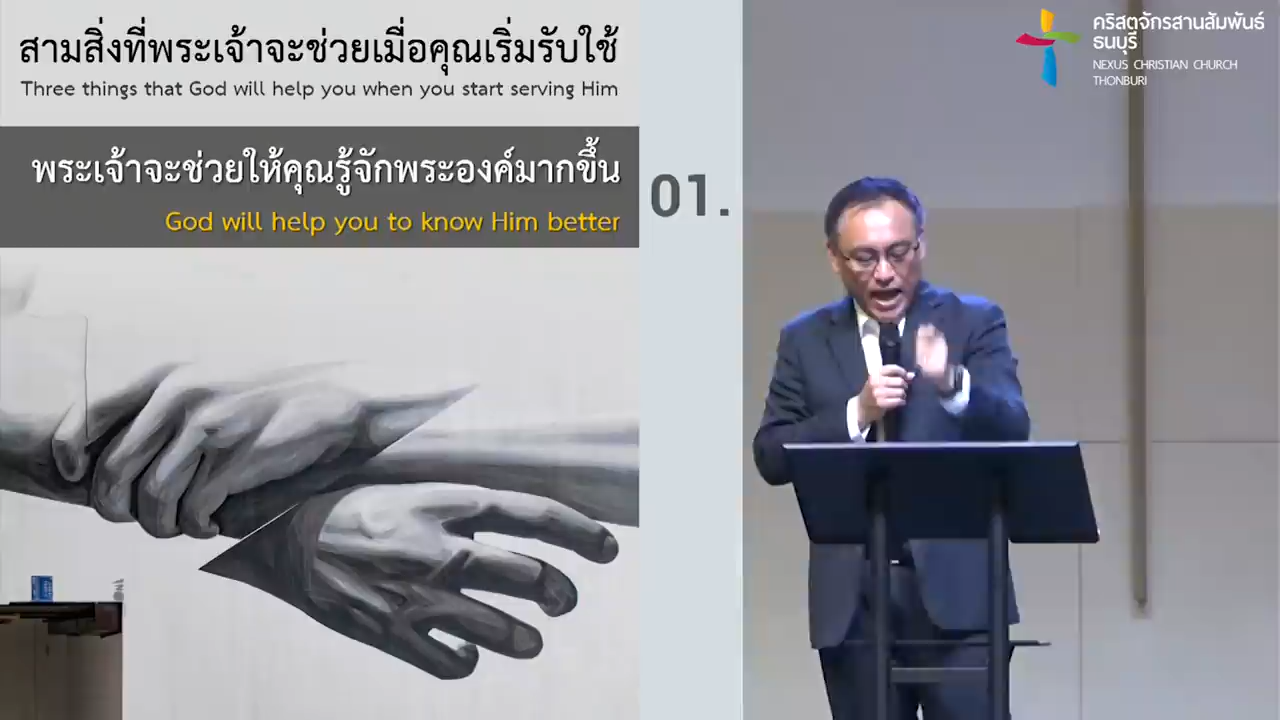 สามสิ่งที่พระเจ้าจะช่วยเมื่อคุณเริ่มรับใช้
Three things that God will help you when you start serving Him
พระเจ้าจะช่วยให้คุณรู้จักพระองค์มากขึ้น
God will help you to know Him better
01.
คริสตจักรสานสัมพันธ์
ธนบุรี
NEXUS CHRISTIAN CHURCH
THONBURI